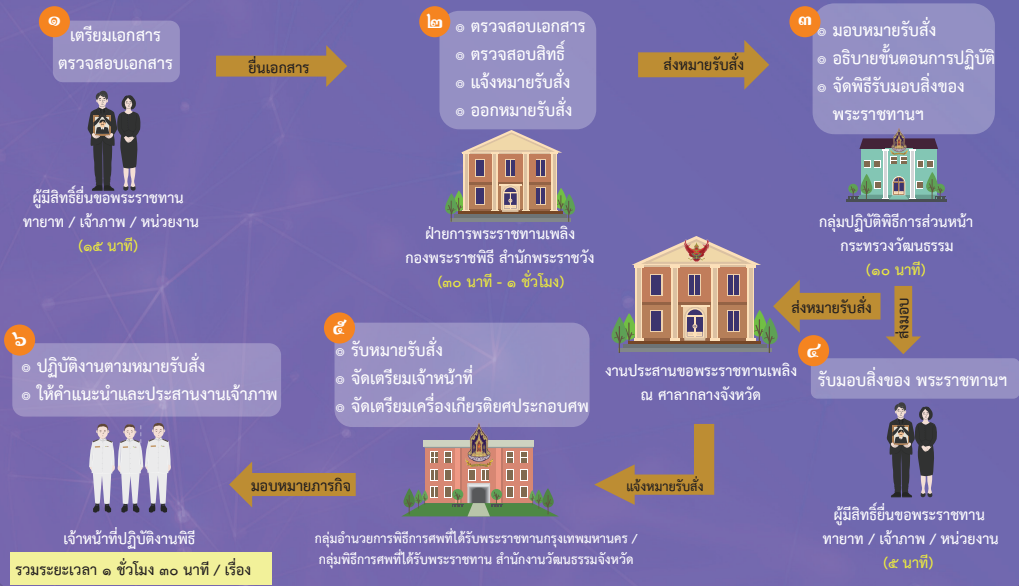 ๑
เตรียมเอกสาร
ตรวจสอบเอกสาร
ผู้มีสิทธิ์ยื่นขอพระราชทาน
ทายาท / เจ้าภาพ / หน่วยงาน
(๑๕ นาที)
ยื่นเอกสาร
๒
๏ ตรวจสอบเอกสาร
๏ ตรวจสอบสิทธิ์
๏ แจ้งหมายรับสั่ง
๏ ออกหมายรับสั่ง
ฝ่ายการพระราชทานเพลิง
กองพระราชพิธี สำนักพระราชวัง
(๓๐ นาที - ๑ ชั่วโมง)
ส่งหมายรับสั่ง
๓
๏ มอบหมายรับสั่ง
๏ อธิบายขั้นตอนการปฏิบัติ
๏ จัดพิธีรับมอบสิ่งของ
พระราชทานฯ
กลุ่มปฏิบัติพิธีการส่วนหน้า
กระทรวงวัฒนธรรม
(๑๐ นาที)
ส่งหมายรับสั่ง
ส่งมอบ
งานประสานขอพระราชทานเพลิง
ณ ศาลากลางจังหวัด
๔
รับมอบสิ่งของ พระราชทานฯ
ผู้มีสิทธิ์ยื่นขอพระราชทาน
ทายาท / เจ้าภาพ / หน่วยงาน
(๕ นาที)
แจ้งหมายรับสั่ง
๕
๏ รับหมายรับสั่ง
๏ จัดเตรียมเจ้าหน้าที่
๏ จัดเตรียมเครื่องเกียรติยศประกอบศพ
กลุ่มอำนวยการพิธีการศพที่ได้รับพระราชทานกรุงเทพมหานคร /
กลุ่มพิธีการศพที่ได้รับพระราชทาน สำนักงานวัฒนธรรมจังหวัด
มอบหมายภารกิจ
๖
๏ ปฏิบัติงานตามหมายรับสั่ง
๏ ให้คำแนะนำและประสานงานเจ้าภาพ
เจ้าหน้าที่ปฏิบัติงานพิธี
รวมระยะเวลา ๑ ชั่วโมง ๓๐ นาที / เรื่อง